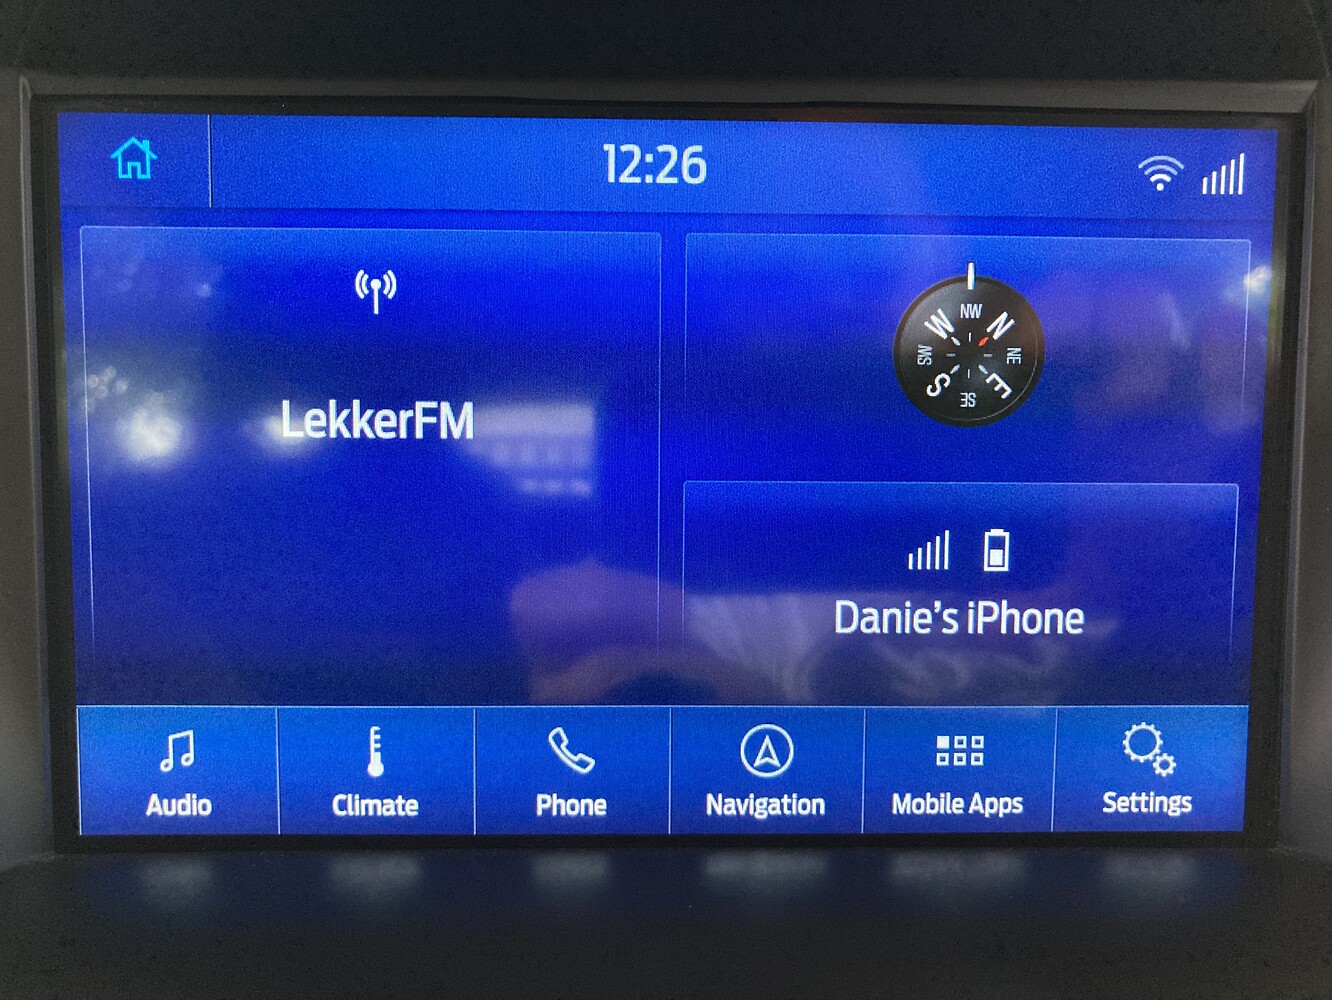 12:26
LekkerFM
NW
N
NE
E
SE
S
SW
W
Danie's iPhone
Audio
Climate
Phone
Navigation
Mobile Apps
Settings